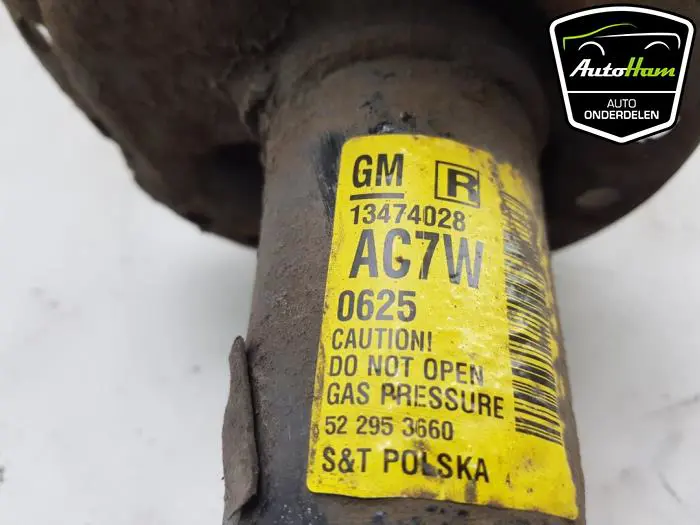 AutoHam
AUTO
ONDERDELEN
GM R
13474028
AC7W
0625
CAUTION!
DO NOT OPEN
GAS PRESSURE
52 295 3660
S&T POLSKA